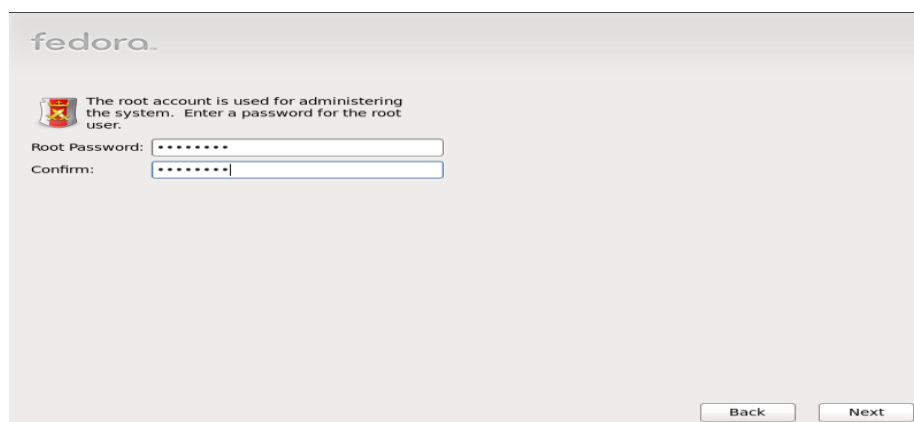 fedora™
The root account is used for administering
the system.  Enter a password for the root
user.
Root Password: ••••••••
Confirm: ••••••••
Back Next